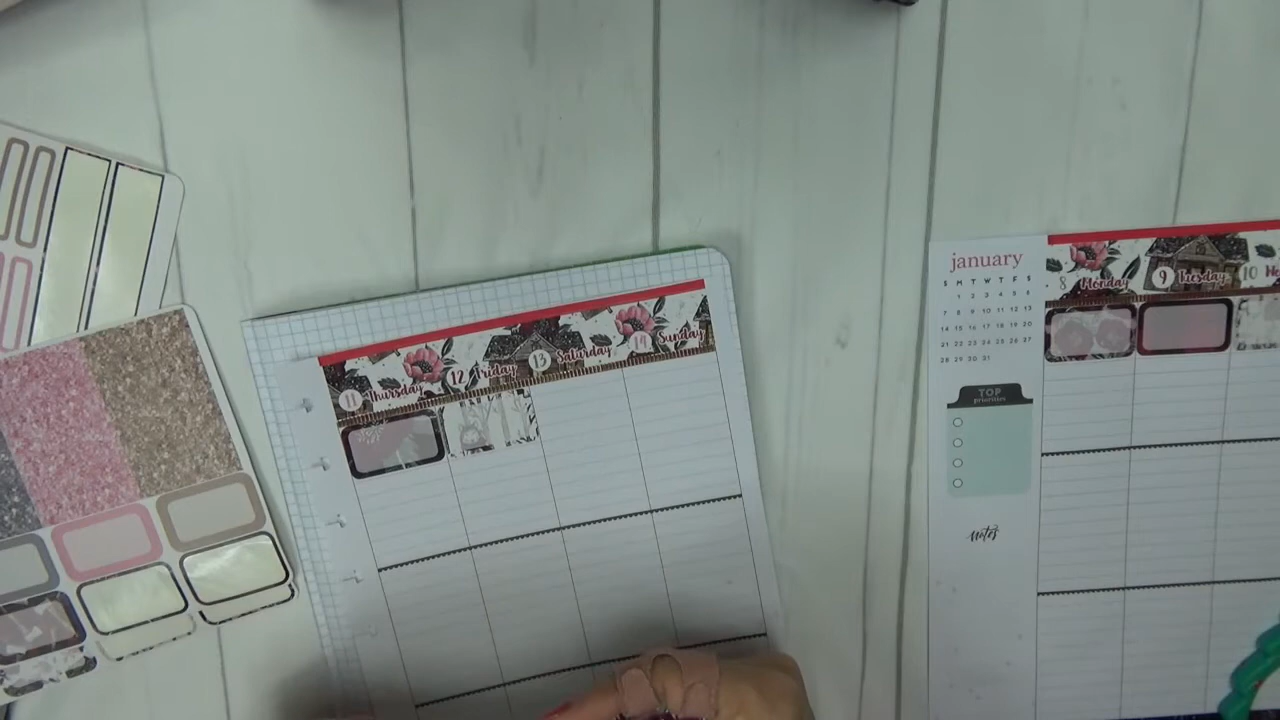 11 Thursday 12 Friday 13 Saturday 14 Sunday
january
S M T W T F S
1 2 3 4 5 6
7 8 9 10 11 12 13
14 15 16 17 18 19 20
21 22 23 24 25 26 27
28 29 30 31
TOP
priorities
notes
8 Monday 9 Tuesday 10